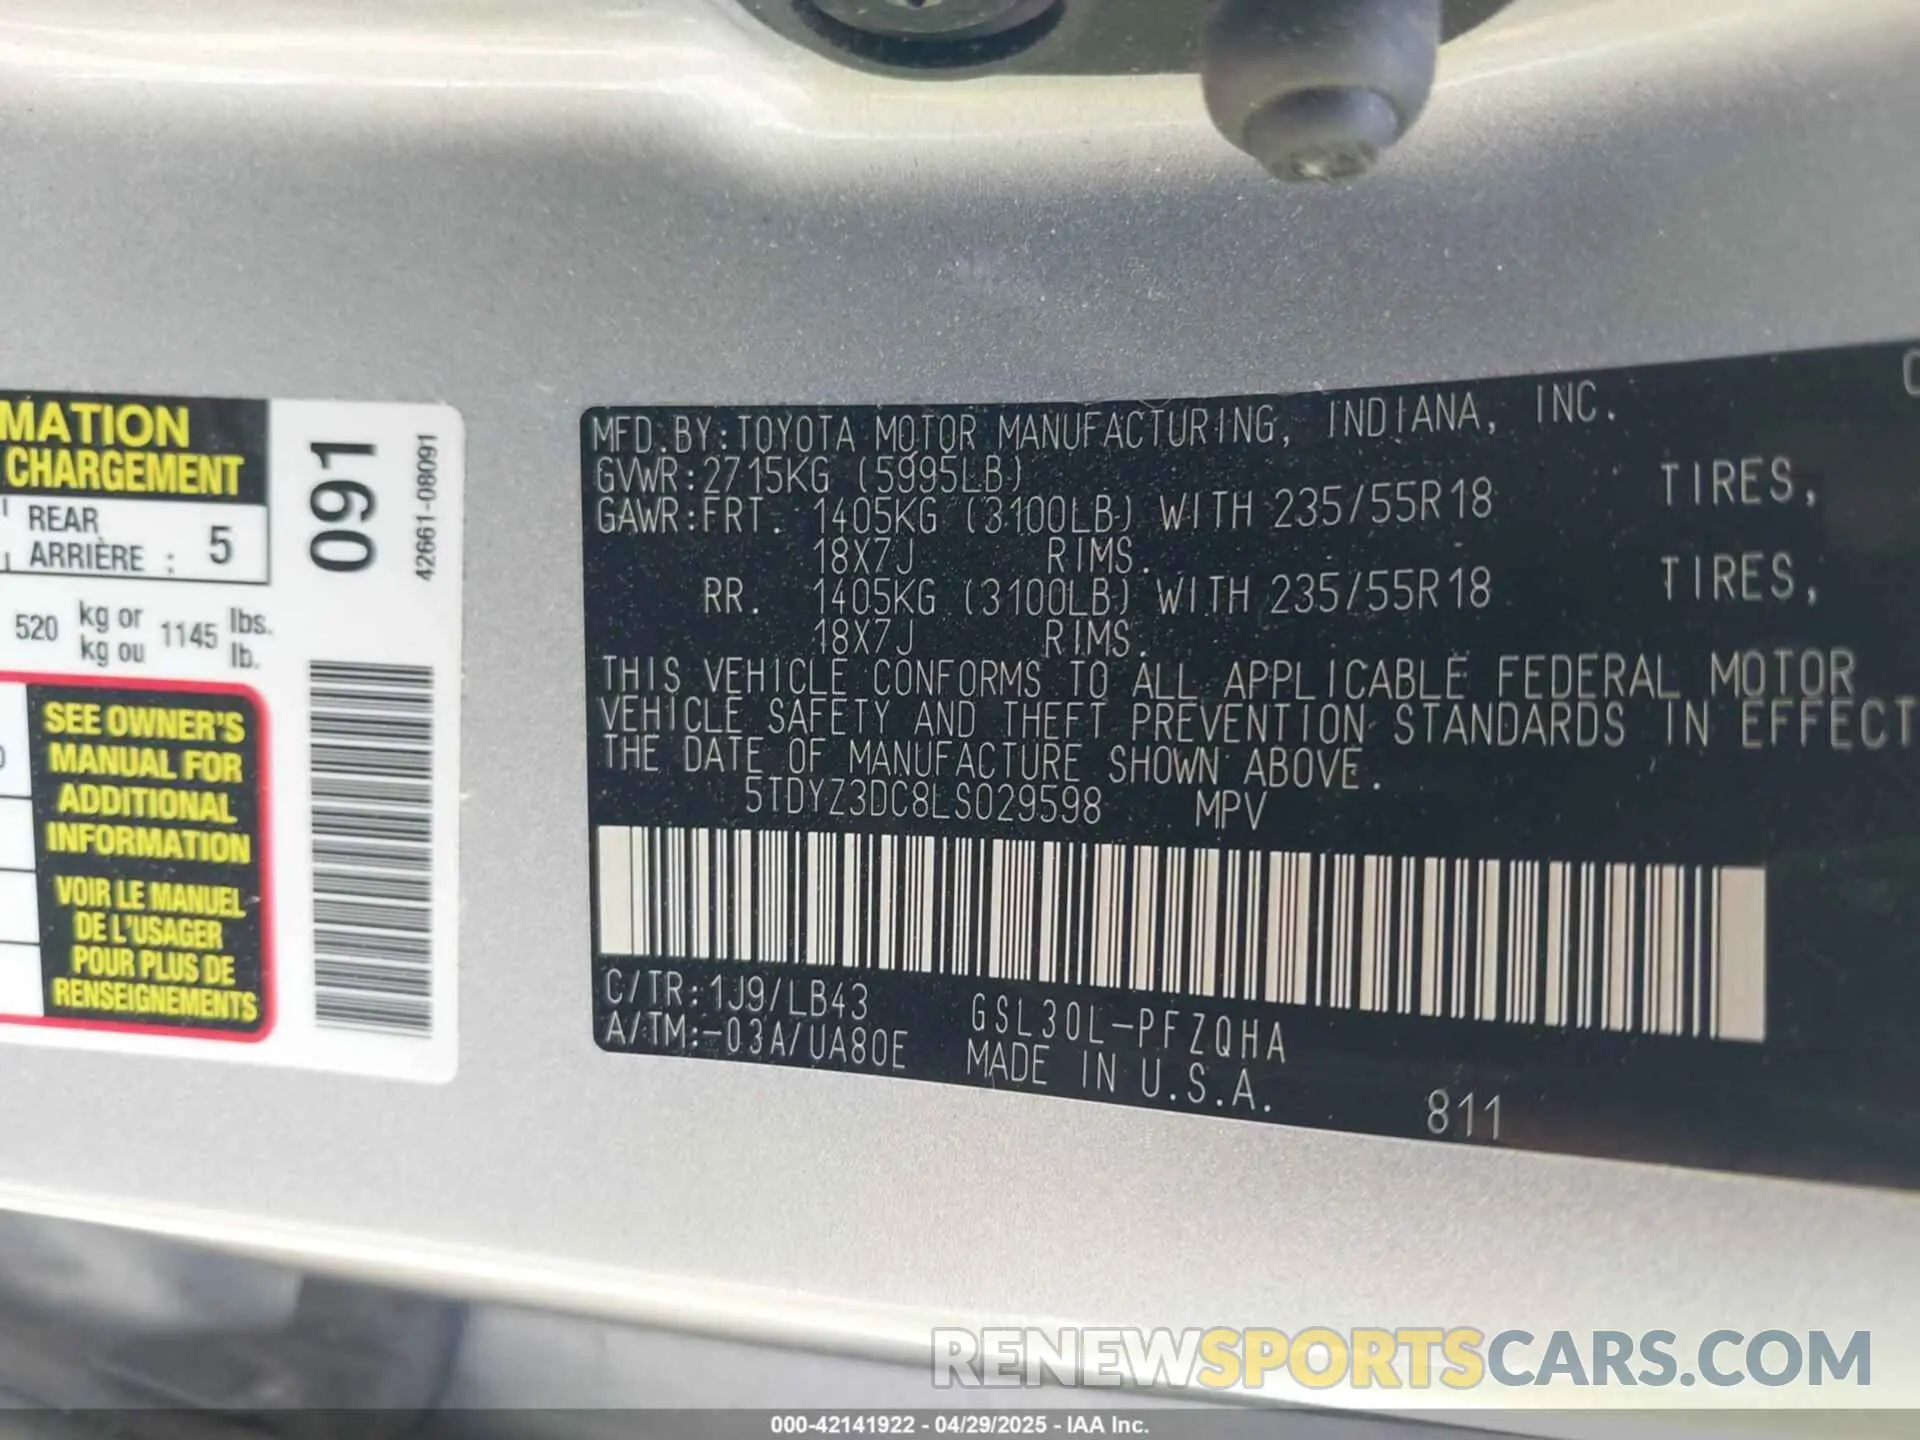 MATION
CHARGEMENT
REAR
ARRIÈRE : 5
520 kg or 1145 lbs.
kg ou lb.
SEE OWNER'S
MANUAL FOR
ADDITIONAL
INFORMATION
VOIR LE MANUEL
DE L'USAGER
POUR PLUS DE
RENSEIGNEMENTS
091
42661-08091
MFD.BY:TOYOTA MOTOR MANUFACTURING, INDIANA, INC.
GVWR:2715KG (5995LB)
GAWR:FRT. 1405KG (3100LB) WITH 235/55R18 TIRES,
18X7J RIMS.
RR. 1405KG (3100LB) WITH 235/55R18 TIRES,
18X7J RIMS.
THIS VEHICLE CONFORMS TO ALL APPLICABLE FEDERAL MOTOR
VEHICLE SAFETY AND THEFT PREVENTION STANDARDS IN EFFECT
THE DATE OF MANUFACTURE SHOWN ABOVE.
5TDYZ3DC8LS029598 MPV
C/TR:1J9/LB43 GSL30L-PFZQHA
A/TM:-03A/UA80E MADE IN U.S.A.
811
RENEWSPORTSCARS.COM
000-42141922 - 04/29/2025 - IAA Inc.